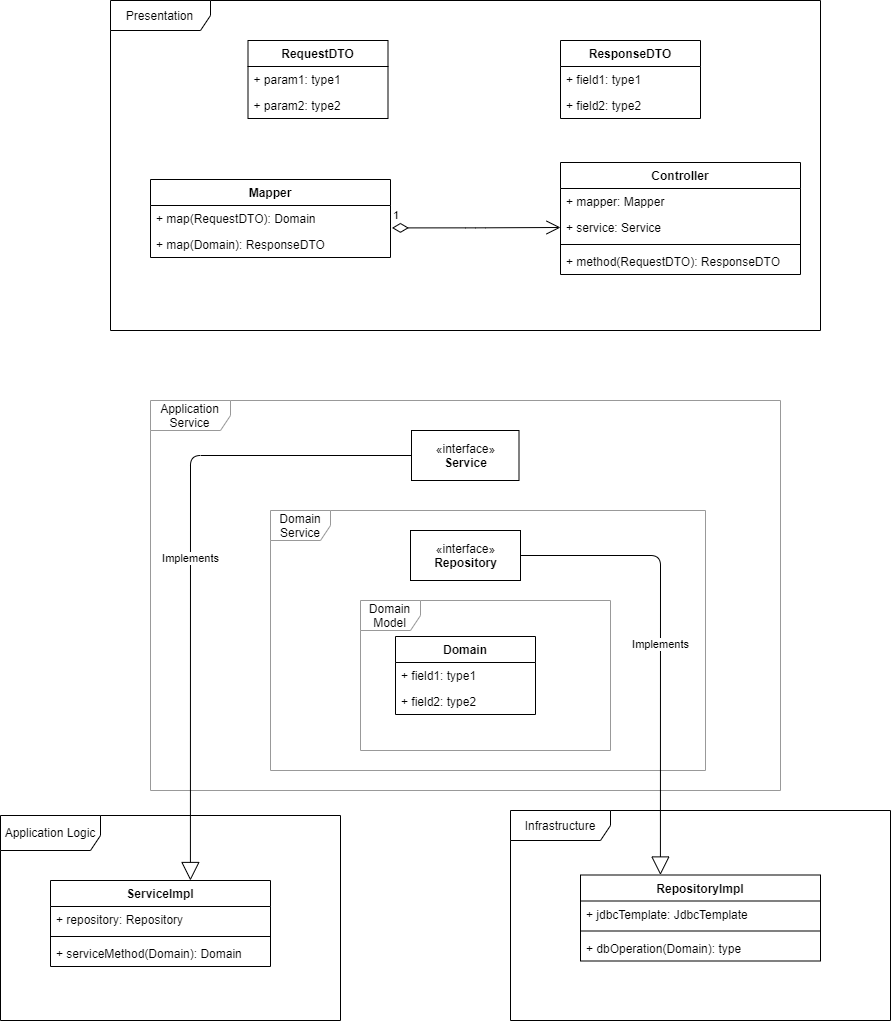 Presentation
RequestDTO
+ param1: type1
+ param2: type2
ResponseDTO
+ field1: type1
+ field2: type2
Mapper
+ map(RequestDTO): Domain
+ map(Domain): ResponseDTO
1
Controller
+ mapper: Mapper
+ service: Service
+ method(RequestDTO): ResponseDTO
Application
Service
«interface»
Service
Implements
Domain
Service
«interface»
Repository
Implements
Domain
Model
Domain
+ field1: type1
+ field2: type2
Application Logic
ServiceImpl
+ repository: Repository
+ serviceMethod(Domain): Domain
Infrastructure
RepositoryImpl
+ jdbcTemplate: JdbcTemplate
+ dbOperation(Domain): type